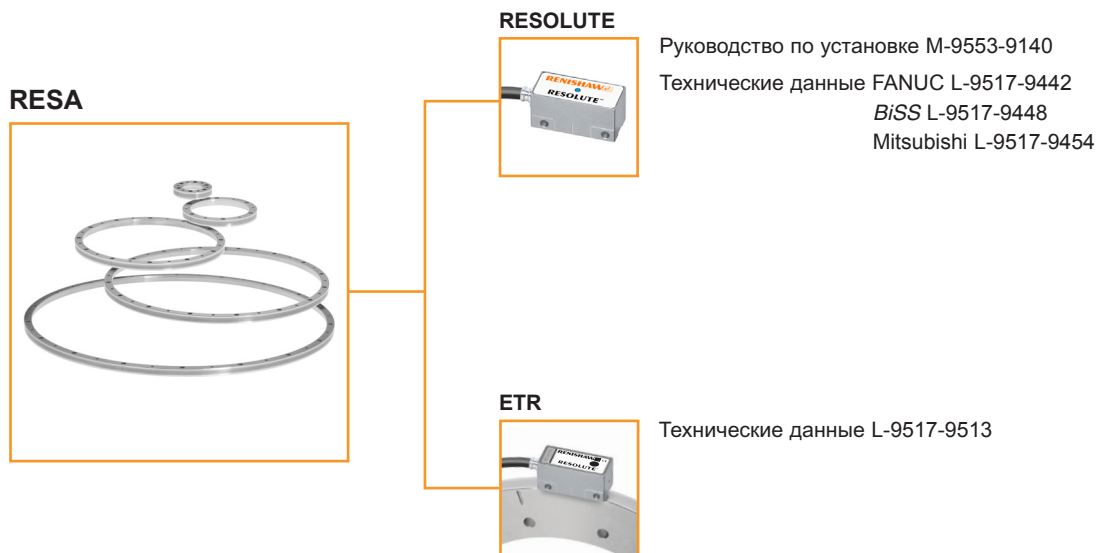 RESOLUTE
Руководство по установке M-9553-9140
Технические данные FANUC L-9517-9442
BiSS L-9517-9448
Mitsubishi L-9517-9454
RENISHAW
RESOLUTE™
RESA
ETR
Технические данные L-9517-9513
RENISHAW
RESOLUTE